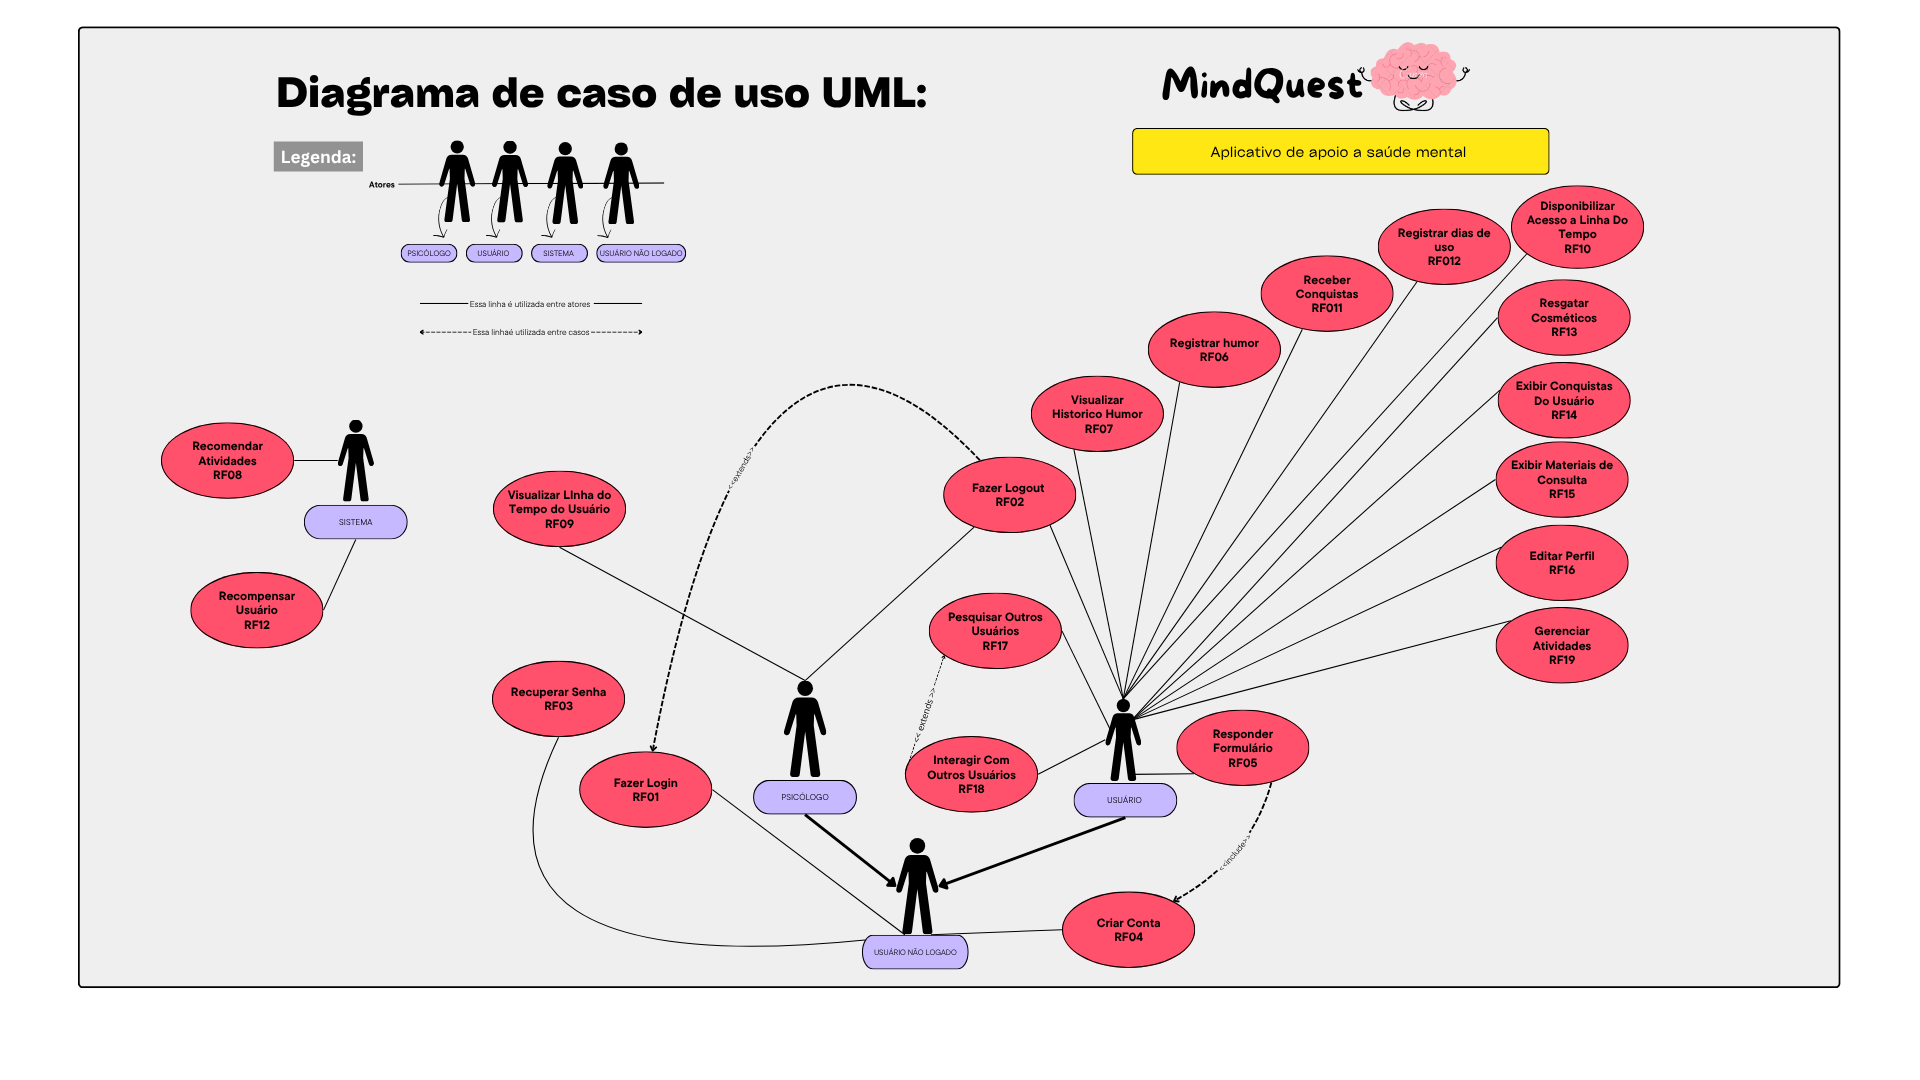 Diagrama de caso de uso UML:
MindQuest
Aplicativo de apoio a saúde mental
Legenda:
Atores
PSICÓLOGO
USUÁRIO
SISTEMA
USUÁRIO NÃO LOGADO
Essa linha é utilizada entre atores
Essa linhaé utilizada entre casos
Disponibilizar
Acesso a Linha Do
Tempo
RF10
Registrar dias de
uso
RF012
Receber
Conquistas
RF011
Resgatar
Cosméticos
RF13
Registrar humor
RF06
Exibir Conquistas
Do Usuário
RF14
Visualizar
Historico Humor
RF07
Recomendar
Atividades
RF08
SISTEMA
Recompensar
Usuário
RF12
Visualizar LInha do
Tempo do Usuário
RF09
<<extends>>
Fazer Logout
RF02
Exibir Materiais de
Consulta
RF15
Editar Perfil
RF16
Pesquisar Outros
Usuários
RF17
Gerenciar
Atividades
RF19
Recuperar Senha
RF03
<< extends >>
Fazer Login
RF01
PSICÓLOGO
Interagir Com
Outros Usuários
RF18
USUÁRIO
Responder
Formulário
RF05
<<include>>
Criar Conta
RF04
USUÁRIO NÃO LOGADO